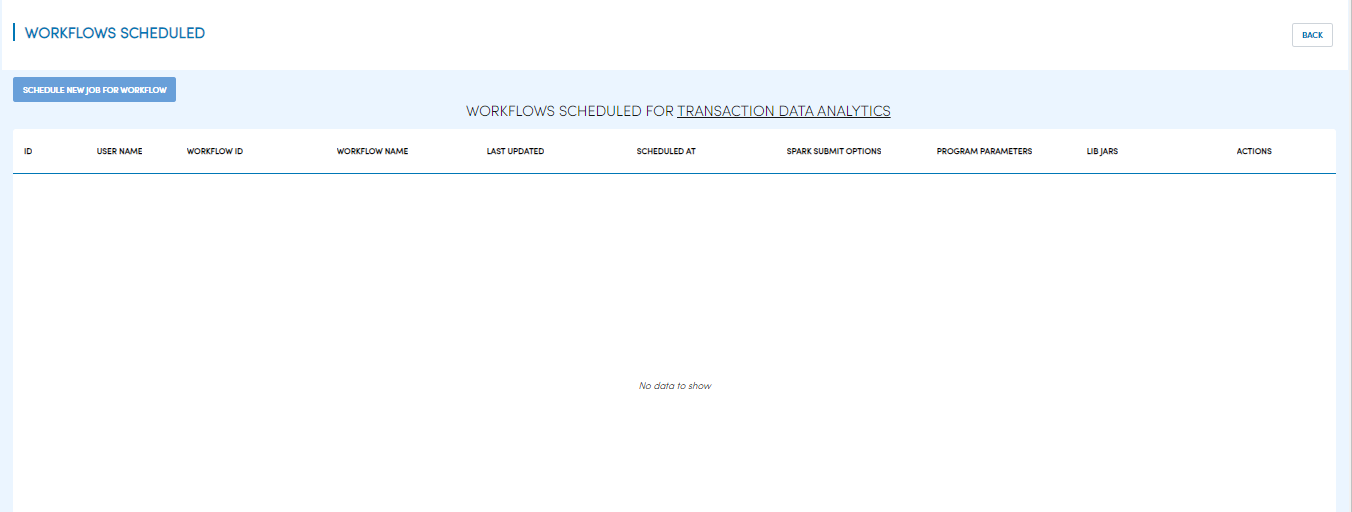 WORKFLOWS SCHEDULED
BACK
SCHEDULE NEW JOB FOR WORKFLOW
WORKFLOWS SCHEDULED FOR TRANSACTION DATA ANALYTICS
ID USER NAME WORKFLOW ID WORKFLOW NAME LAST UPDATED SCHEDULED AT SPARK SUBMIT OPTIONS PROGRAM PARAMETERS LIB JARS ACTIONS
No data to show